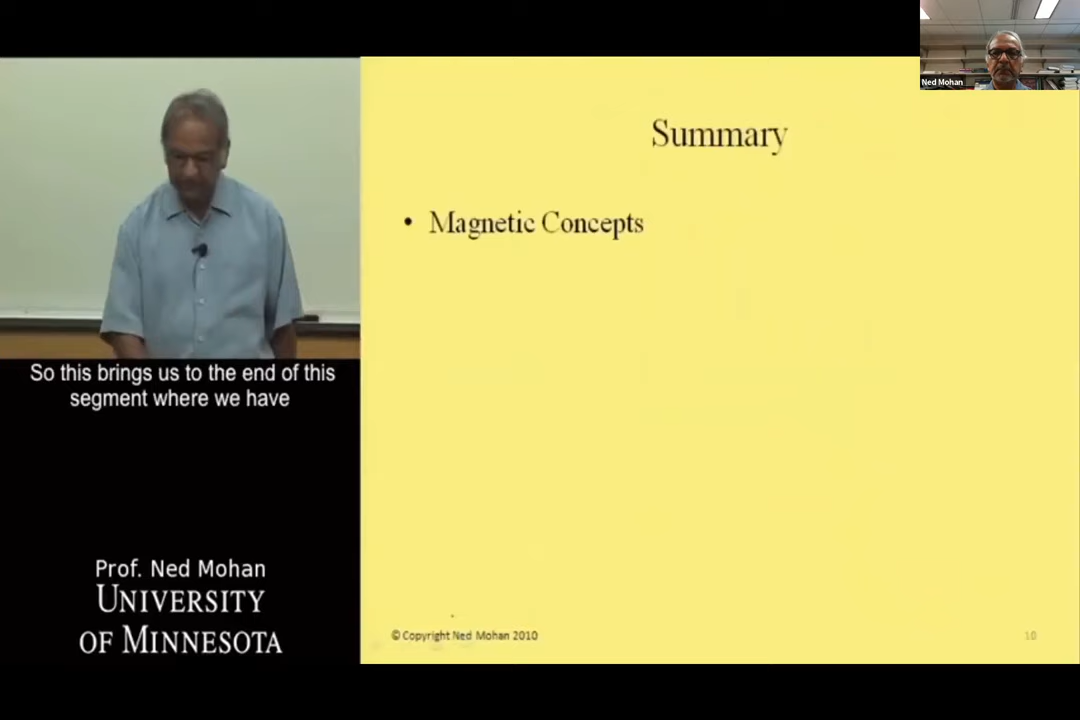 Ned Mohan
Summary
• Magnetic Concepts
So this brings us to the end of this
segment where we have
Prof. Ned Mohan
UNIVERSITY
OF MINNESOTA
© Copyright Ned Mohan 2010
10